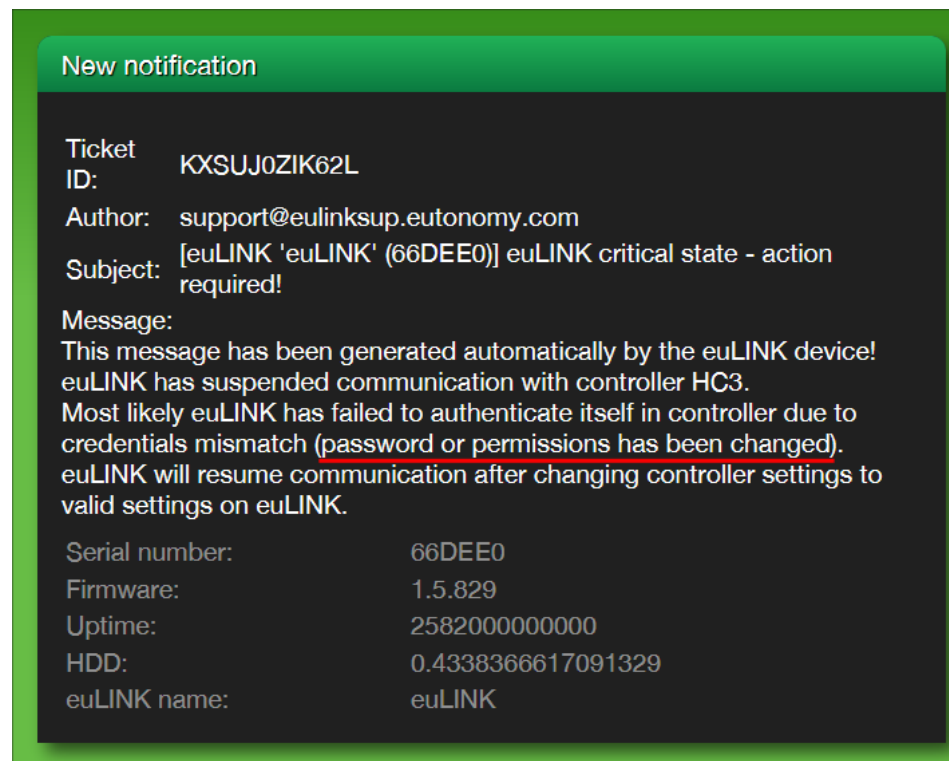 New notification
Ticket
ID:
KXSUJ0ZIK62L
Author: support@eulinksup.eutonomy.com
Subject: [euLINK 'euLINK' (66DEE0)] euLINK critical state - action
required!
Message:
This message has been generated automatically by the euLINK device!
euLINK has suspended communication with controller HC3.
Most likely euLINK has failed to authenticate itself in controller due to
credentials mismatch (password or permissions has been changed).
euLINK will resume communication after changing controller settings to
valid settings on euLINK.
Serial number: 66DEE0
Firmware: 1.5.829
Uptime: 2582000000000
HDD: 0.4338366617091329
euLINK name: euLINK